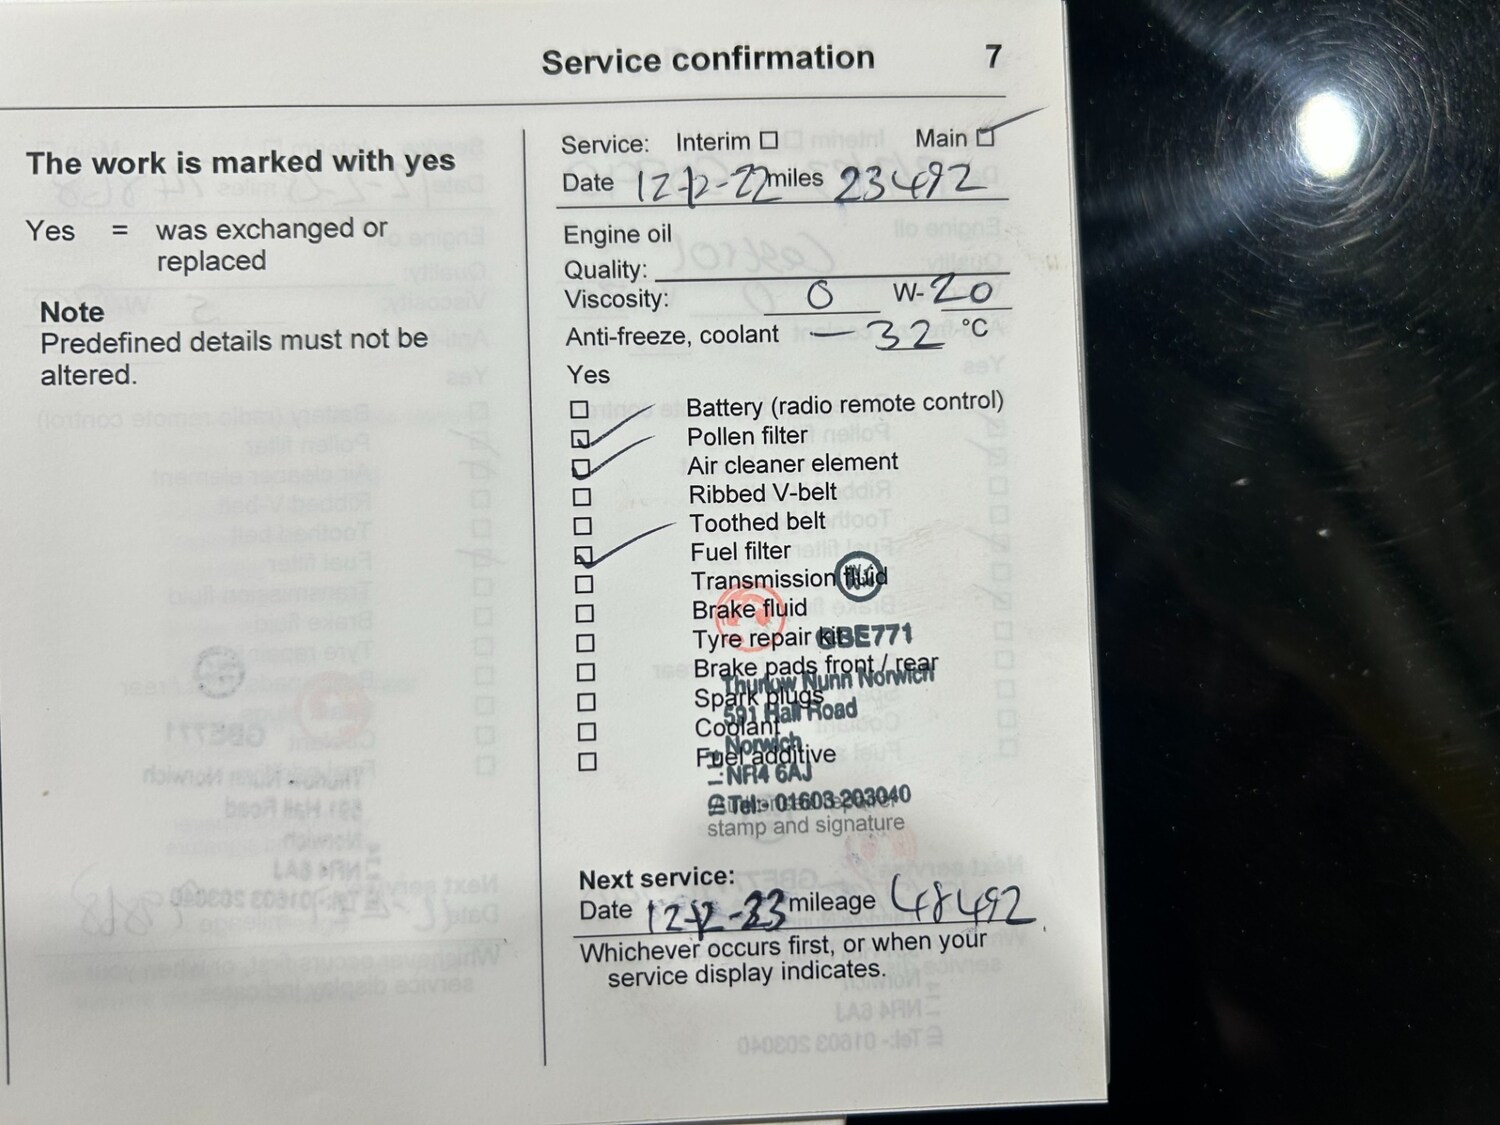 Service confirmation 7
The work is marked with yes
Yes = was exchanged or
replaced
Note
Predefined details must not be
altered.
Service: Interim ☐ Main ☑
Date 12-12-22 miles 23492
Engine oil
Quality:
Viscosity: 0 W-20
Anti-freeze, coolant -32 °C
Yes
☐ Battery (radio remote control)
☑ Pollen filter
☑ Air cleaner element
☐ Ribbed V-belt
☐ Toothed belt
☑ Fuel filter
☐ Transmission fluid
☐ Brake fluid
☐ Tyre repair kit
GBE771
☐ Brake pads front / rear
Thurlow Nunn Norwich
☐ Spark plugs
591 Hall Road
☐ Coolant
Norwich
☐ Fuel additive
NR4 6AJ
Tel:- 01603 203040
stamp and signature
Next service:
Date 12-12-23 mileage 48492
Whichever occurs first, or when your
service display indicates.